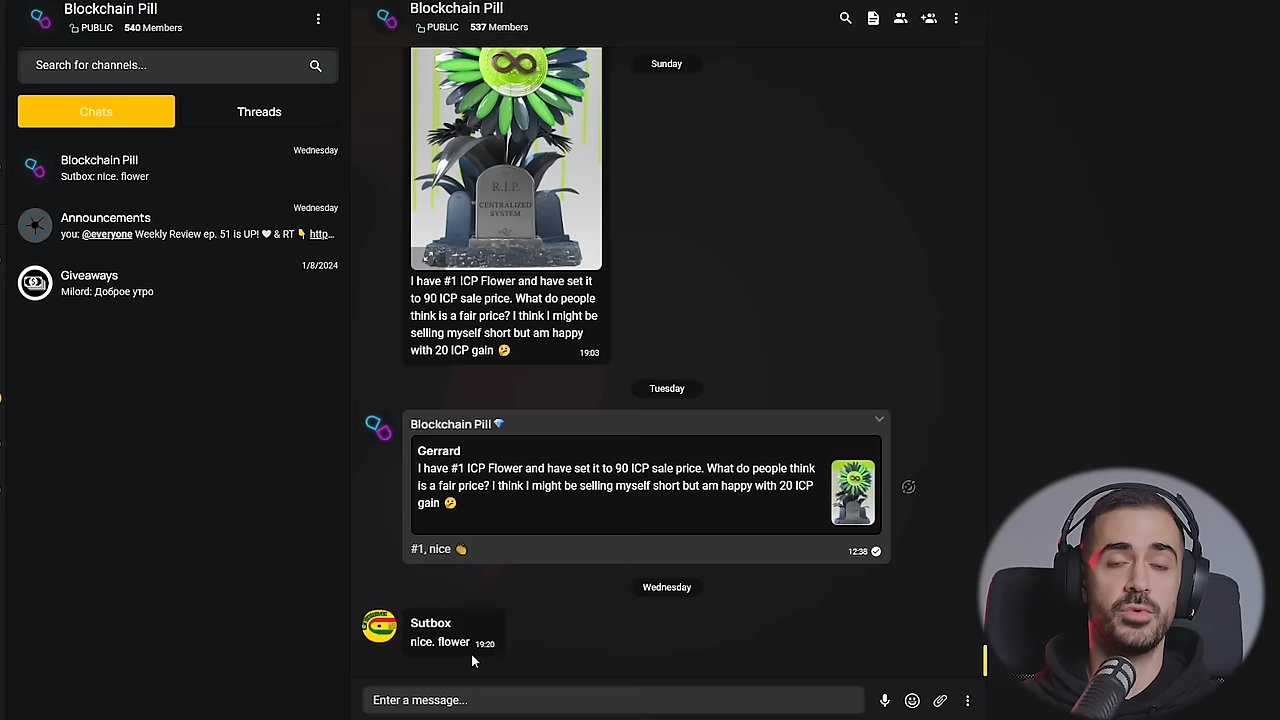 Blockchain Pill
PUBLIC 540 Members
Search for channels...
Chats
Threads
Wednesday
Blockchain Pill
Sutbox: nice. flower
Wednesday
Announcements
you: @everyone Weekly Review ep. 51 is UP! 🤍 & RT 👇 http...
1/8/2024
Giveaways
Milord: Доброе утро
Blockchain Pill
PUBLIC 537 Members
Sunday
R.I.P.
CENTRALIZED
SYSTEM
I have #1 ICP Flower and have set it
to 90 ICP sale price. What do people
think is a fair price? I think I might be
selling myself short but am happy
with 20 ICP gain 🤔
19:03
Tuesday
Blockchain Pill💎
Gerrard
I have #1 ICP Flower and have set it to 90 ICP sale price. What do people think
is a fair price? I think I might be selling myself short but am happy with 20 ICP
gain 🤔
#1, nice 👏
12:38
Wednesday
Sutbox
nice. flower 19:20
Enter a message...